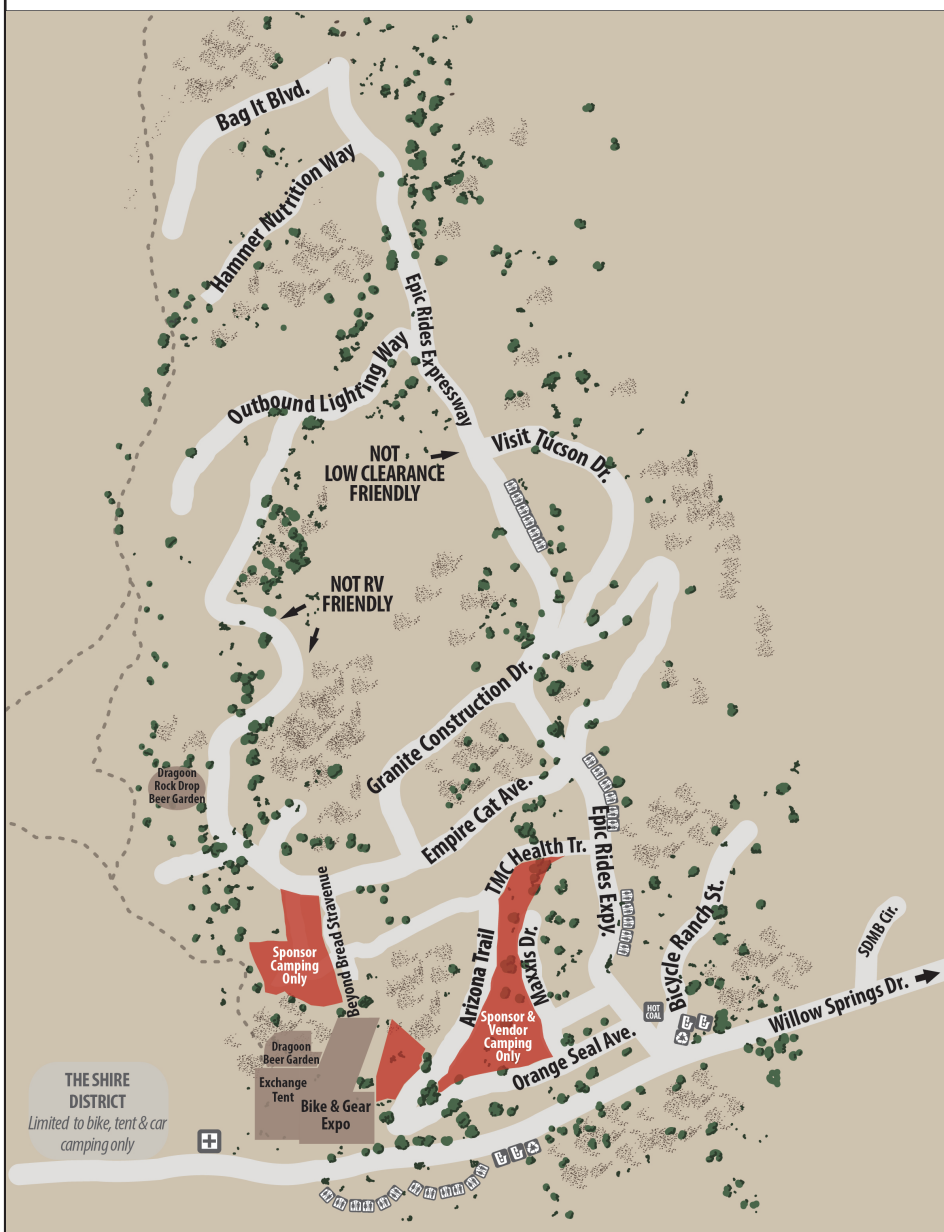 Bag It Blvd.
Hammer Nutrition Way
Epic Rides Expressway
Outbound Lighting Way
Visit Tucson Dr.
NOT
LOW CLEARANCE
FRIENDLY
NOT RV
FRIENDLY
Granite Construction Dr.
Dragoon
Rock Drop
Beer Garden
Empire Cat Ave.
TMC Health Tr.
Epic Rides Expy.
Bicycle Ranch St.
SDMB Cir.
Beyond Bread Stravenue
Sponsor
Camping
Only
Arizona Trail
Maxxis Dr.
Sponsor &
Vendor
Camping
Only
HOT
COAL
Willow Springs Dr.
Orange Seal Ave.
Dragoon
Beer Garden
Exchange
Tent
Bike & Gear
Expo
THE SHIRE
DISTRICT
Limited to bike, tent & car
camping only